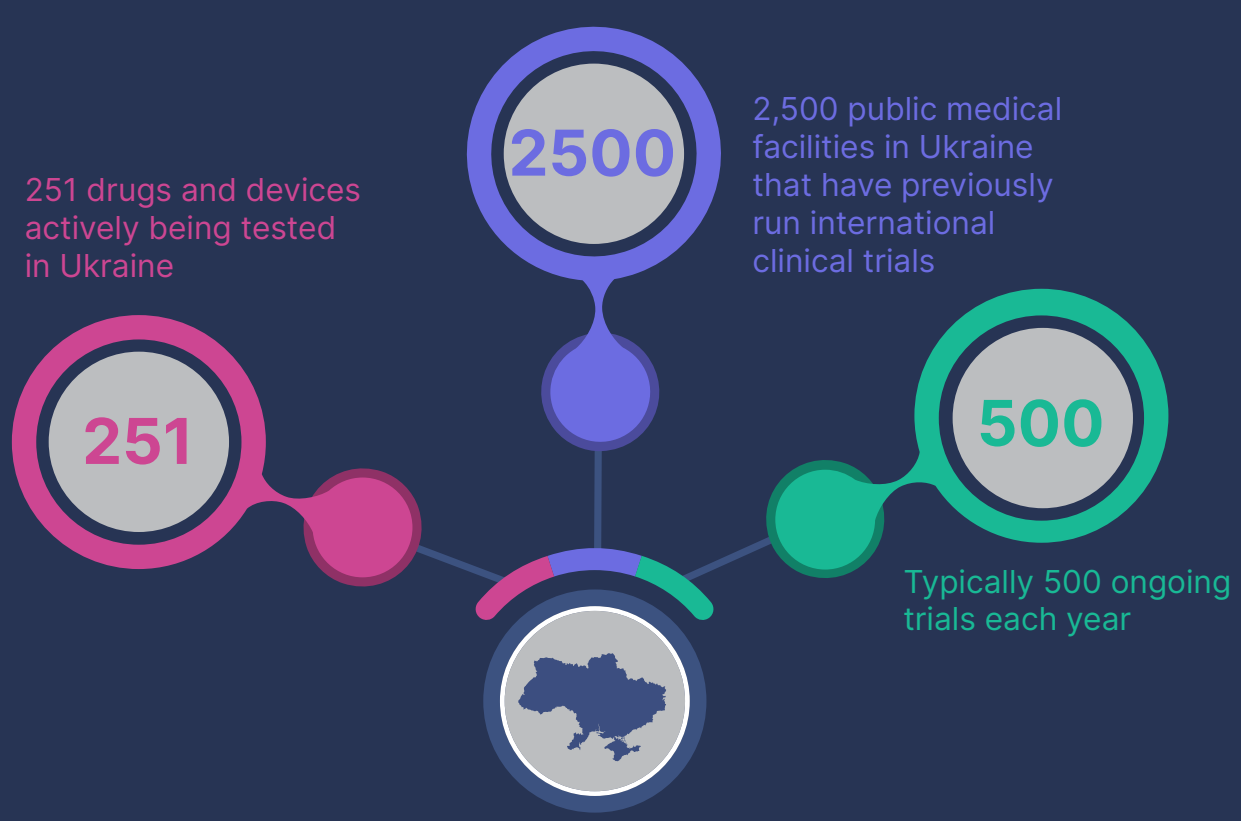 2500
2,500 public medical
facilities in Ukraine
that have previously
run international
clinical trials
251 drugs and devices
actively being tested
in Ukraine
251
500
Typically 500 ongoing
trials each year